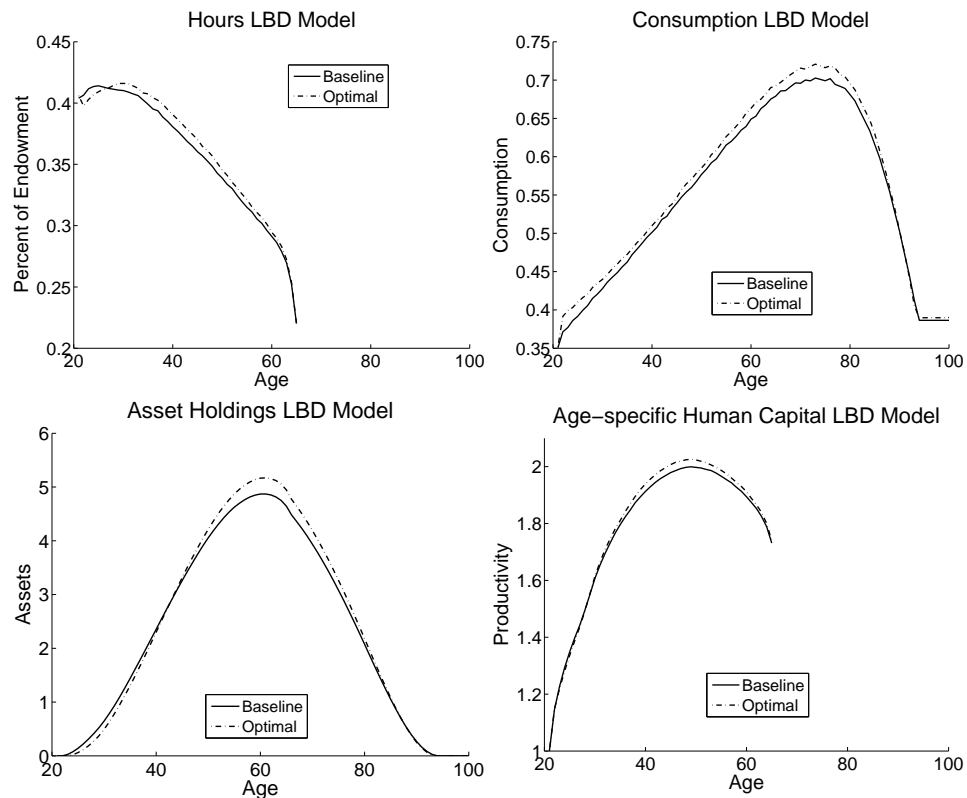 Hours LBD Model
0.45
0.4
0.35
0.3
0.25
0.2
20
40
60
80
100
Percent of Endowment
Age
Baseline
Optimal
Consumption LBD Model
0.75
0.7
0.65
0.6
0.55
0.5
0.45
0.4
0.35
20
40
60
80
100
Consumption
Age
Baseline
Optimal
Asset Holdings LBD Model
6
5
4
3
2
1
0
20
40
60
80
100
Assets
Age
Baseline
Optimal
Age−specific Human Capital LBD Model
2
1.8
1.6
1.4
1.2
1
20
40
60
80
100
Productivity
Age
Baseline
Optimal